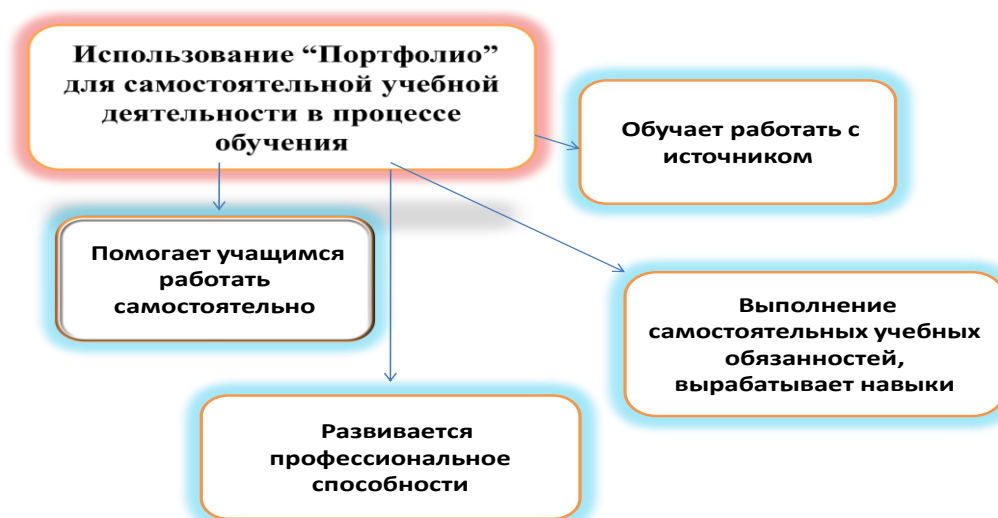 Использование “Портфолио”
для самостоятельной учебной
деятельности в процессе
обучения
Обучает работать с
источником
Помогает учащимся
работать
самостоятельно
Выполнение
самостоятельных учебных
обязанностей,
вырабатывает навыки
Развивается
профессиональное
способности